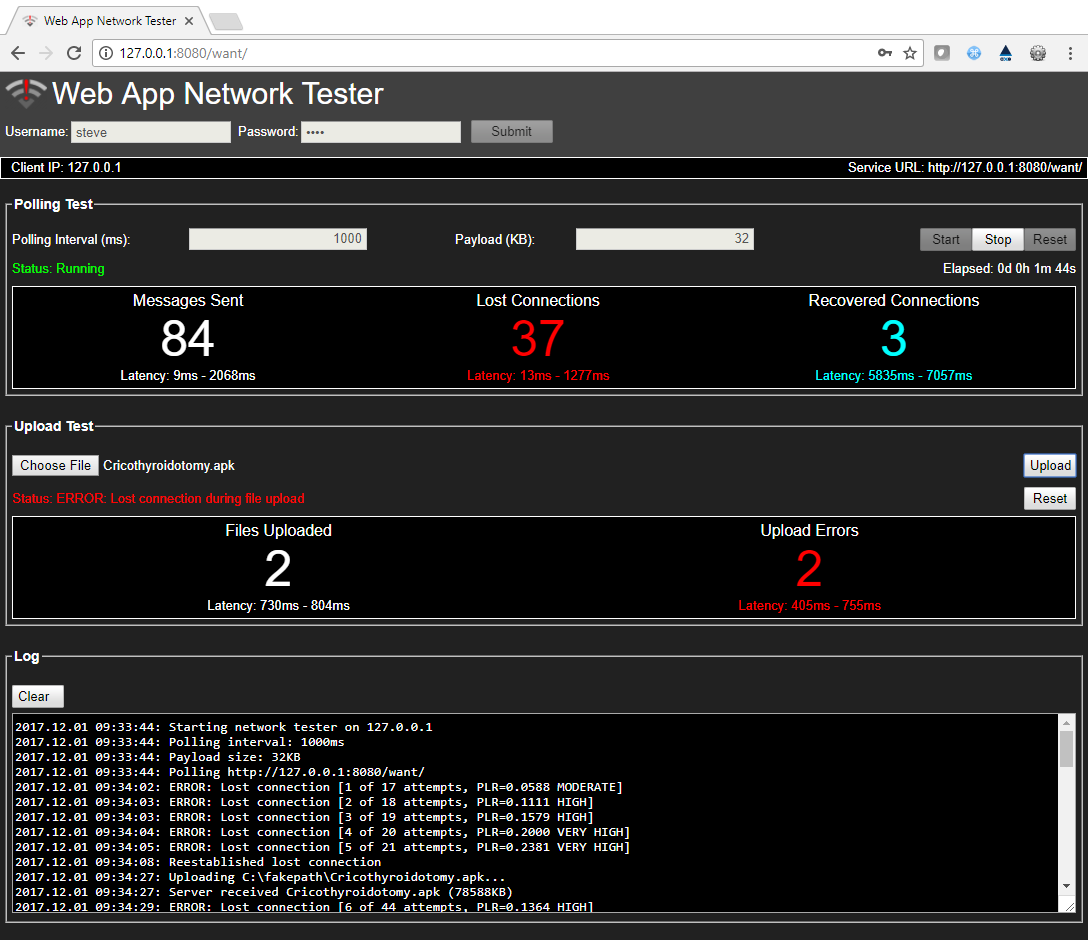 Web App Network Tester
127.0.0.1:8080/want/
Web App Network Tester
Username: steve Password: •••• Submit
Client IP: 127.0.0.1 Service URL: http://127.0.0.1:8080/want/
Polling Test
Polling Interval (ms): 1000 Payload (KB): 32 Start Stop Reset
Status: Running Elapsed: 0d 0h 1m 44s
Messages Sent Lost Connections Recovered Connections
84 37 3
Latency: 9ms - 2068ms Latency: 13ms - 1277ms Latency: 5835ms - 7057ms
Upload Test
Choose File Cricothyroidotomy.apk Upload
Status: ERROR: Lost connection during file upload Reset
Files Uploaded Upload Errors
2 2
Latency: 730ms - 804ms Latency: 405ms - 755ms
Log
Clear
2017.12.01 09:33:44: Starting network tester on 127.0.0.1
2017.12.01 09:33:44: Polling interval: 1000ms
2017.12.01 09:33:44: Payload size: 32KB
2017.12.01 09:33:44: Polling http://127.0.0.1:8080/want/
2017.12.01 09:34:02: ERROR: Lost connection [1 of 17 attempts, PLR=0.0588 MODERATE]
2017.12.01 09:34:03: ERROR: Lost connection [2 of 18 attempts, PLR=0.1111 HIGH]
2017.12.01 09:34:03: ERROR: Lost connection [3 of 19 attempts, PLR=0.1579 HIGH]
2017.12.01 09:34:04: ERROR: Lost connection [4 of 20 attempts, PLR=0.2000 VERY HIGH]
2017.12.01 09:34:05: ERROR: Lost connection [5 of 21 attempts, PLR=0.2381 VERY HIGH]
2017.12.01 09:34:08: Reestablished lost connection
2017.12.01 09:34:27: Uploading C:\fakepath\Cricothyroidotomy.apk...
2017.12.01 09:34:27: Server received Cricothyroidotomy.apk (78588KB)
2017.12.01 09:34:29: ERROR: Lost connection [6 of 44 attempts, PLR=0.1364 HIGH]